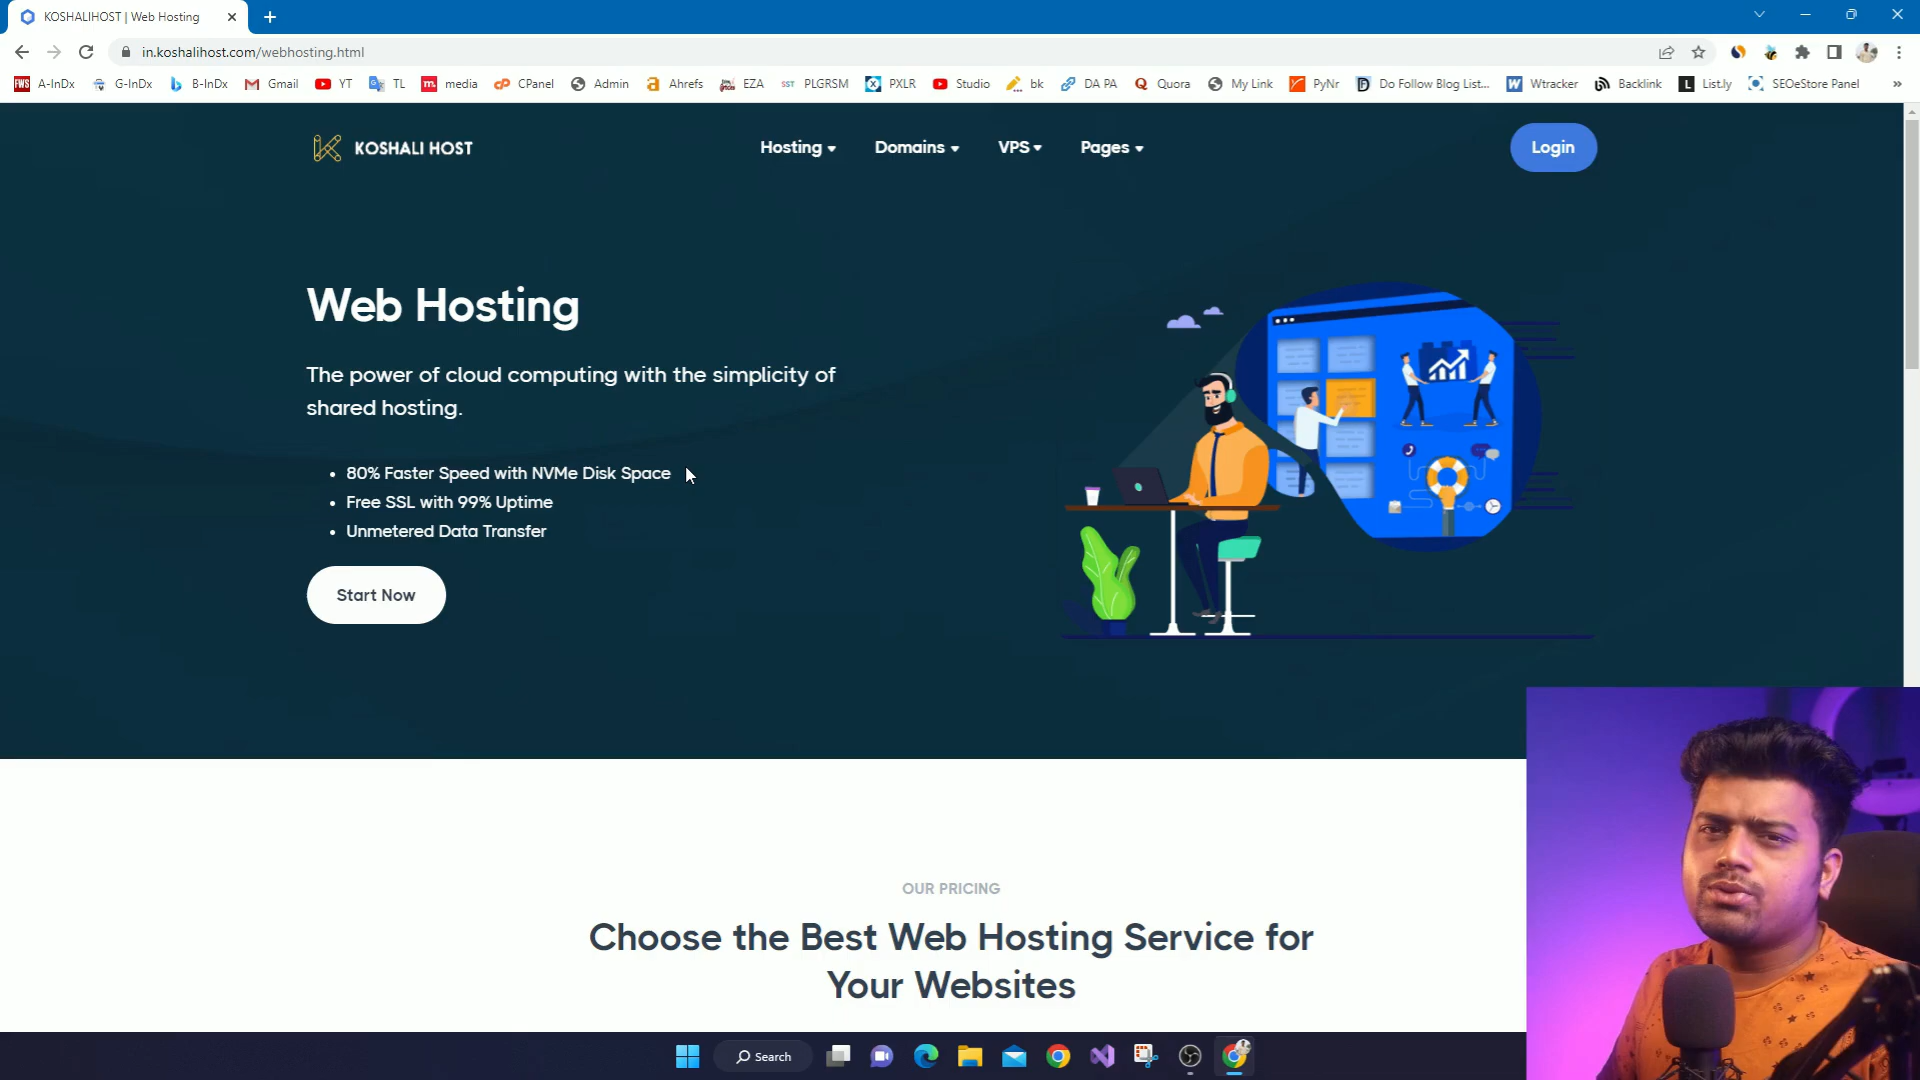 KOSHALIHOST | Web Hosting
in.koshalihost.com/webhosting.html
FWS A-InDx G-InDx B-InDx Gmail YT TL m. media CPanel Admin Ahrefs EZA SST PLGRSM PXLR Studio bk DA PA Quora My Link PyNr Do Follow Blog List... Wtracker Backlink List.ly SEOeStore Panel »
KOSHALI HOST
Hosting Domains VPS Pages
Login
Web Hosting
The power of cloud computing with the simplicity of
shared hosting.
• 80% Faster Speed with NVMe Disk Space
• Free SSL with 99% Uptime
• Unmetered Data Transfer
Start Now
OUR PRICING
Choose the Best Web Hosting Service for
Your Websites
Search